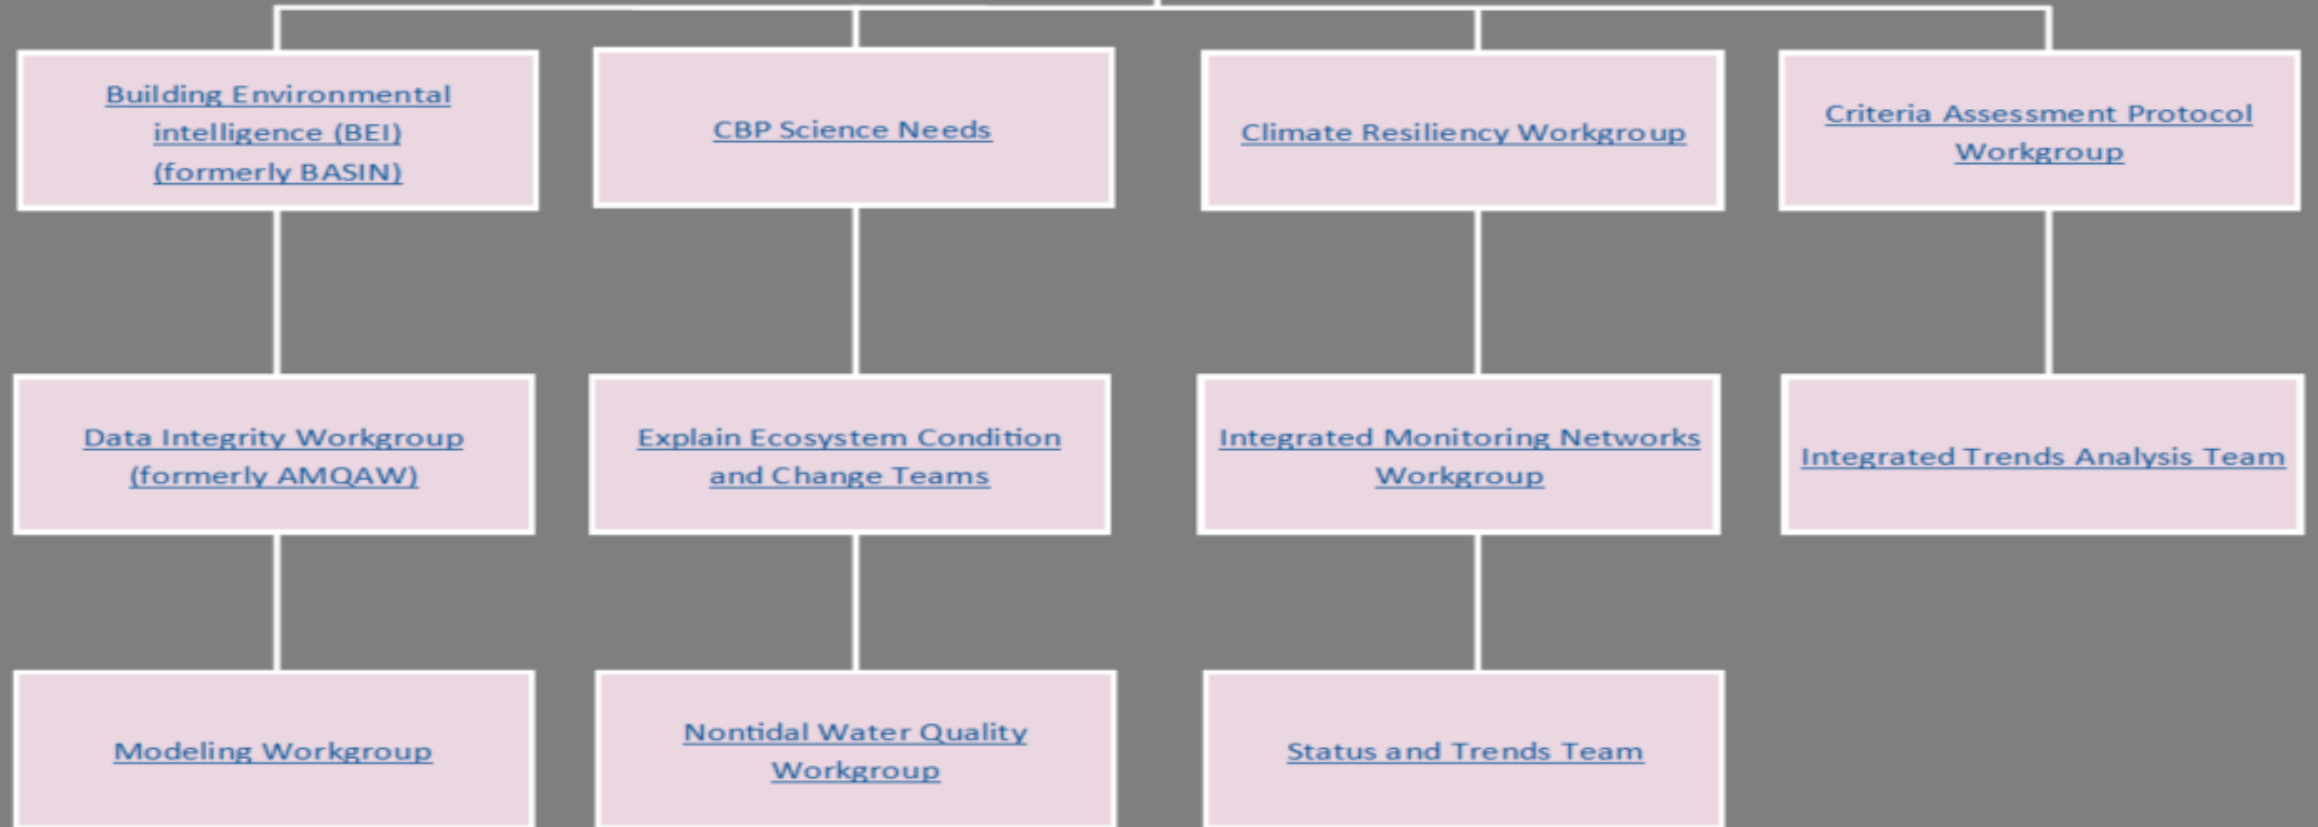 Building Environmental
intelligence (BEI)
(formerly BASIN)
CBP Science Needs
Climate Resiliency Workgroup
Criteria Assessment Protocol
Workgroup
Data Integrity Workgroup
(formerly AMQAW)
Explain Ecosystem Condition
and Change Teams
Integrated Monitoring Networks
Workgroup
Integrated Trends Analysis Team
Modeling Workgroup
Nontidal Water Quality
Workgroup
Status and Trends Team